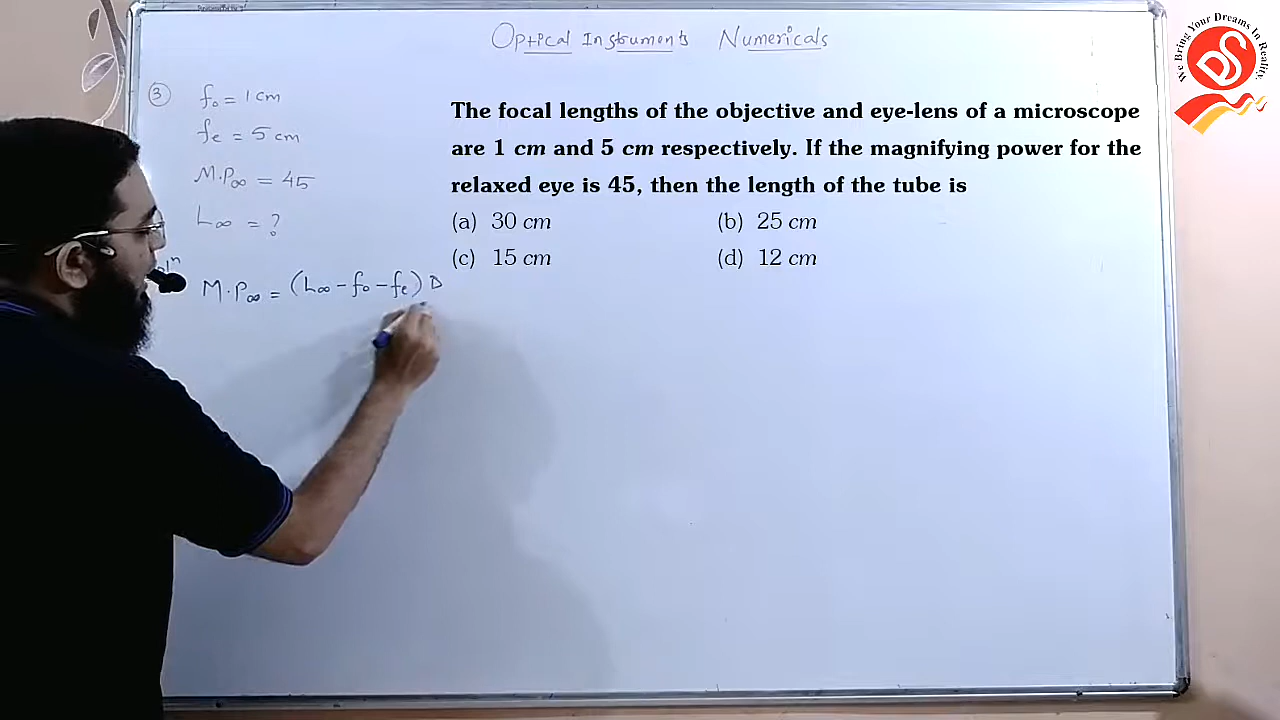 Optical Instruments Numericals
We Bring Your Dreams In Reality.
DS
3 fo = 1 cm
fe = 5 cm
M.P∞ = 45
L∞ = ?
The focal lengths of the objective and eye-lens of a microscope
are 1 cm and 5 cm respectively. If the magnifying power for the
relaxed eye is 45, then the length of the tube is
(a) 30 cm (b) 25 cm
(c) 15 cm (d) 12 cm
M.P∞ = (L∞ - fo - fe) D